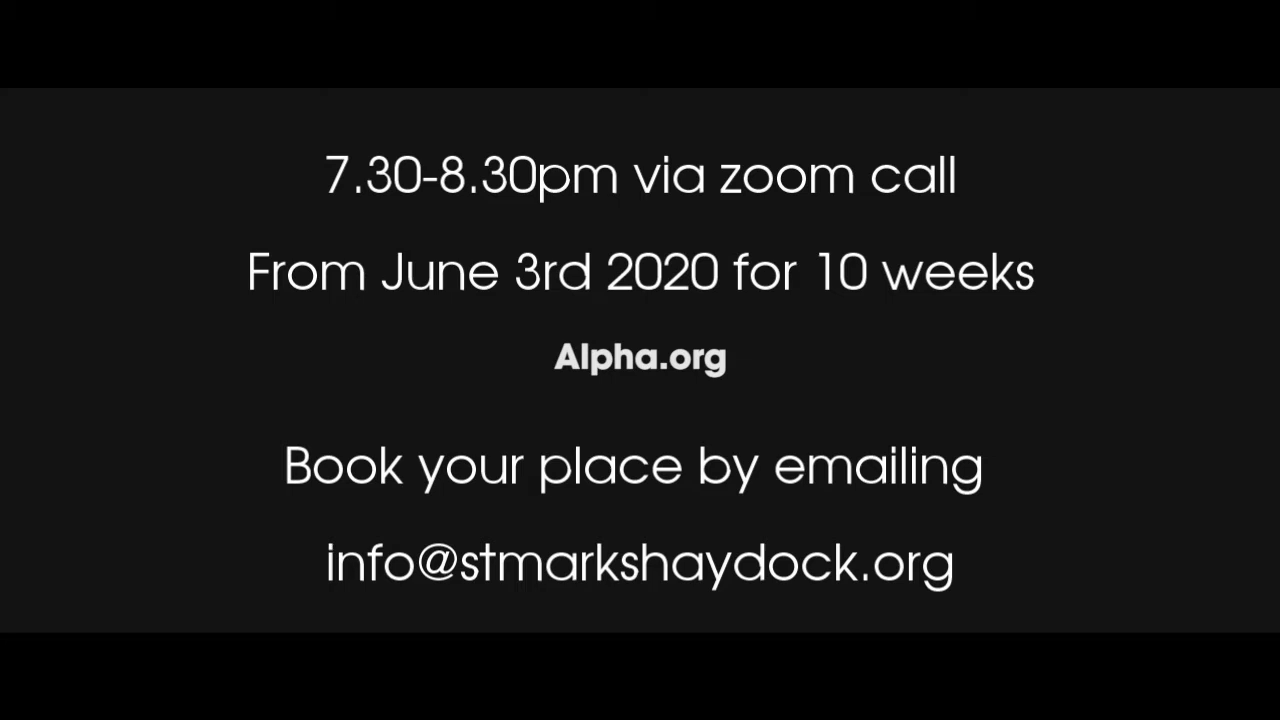 7.30-8.30pm via zoom call
From June 3rd 2020 for 10 weeks
Alpha.org
Book your place by emailing
info@stmarkshaydock.org